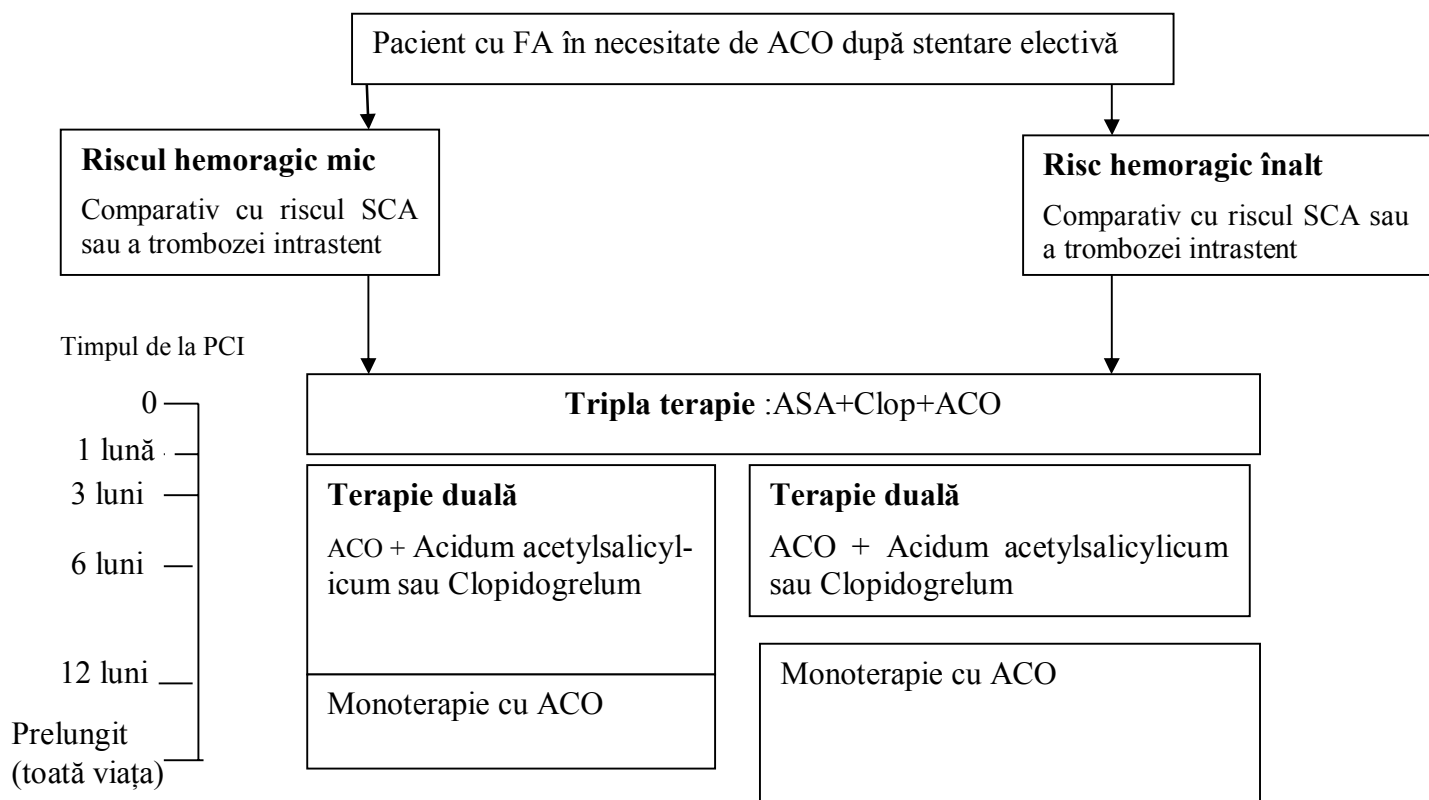 Pacient cu FA în necesitate de ACO după stentare electivă
Riscul hemoragic mic
Comparativ cu riscul SCA
sau a trombozei intrastent
Risc hemoragic înalt
Comparativ cu riscul SCA sau
a trombozei intrastent
Timpul de la PCI
0
1 lună
3 luni
6 luni
12 luni
Prelungit
(toată viața)
Tripla terapie :ASA+Clop+ACO
Terapie duală
ACO + Acidum acetylsalicyl-
icum sau Clopidogrelum
Monoterapie cu ACO
Terapie duală
ACO + Acidum acetylsalicylicum
sau Clopidogrelum
Monoterapie cu ACO